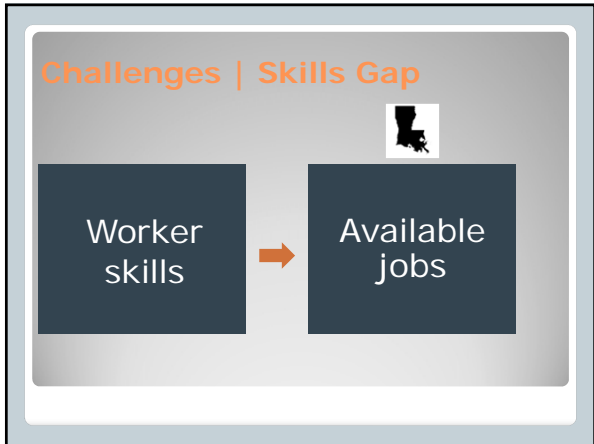 Challenges | Skills Gap
Worker
skills
Available
jobs